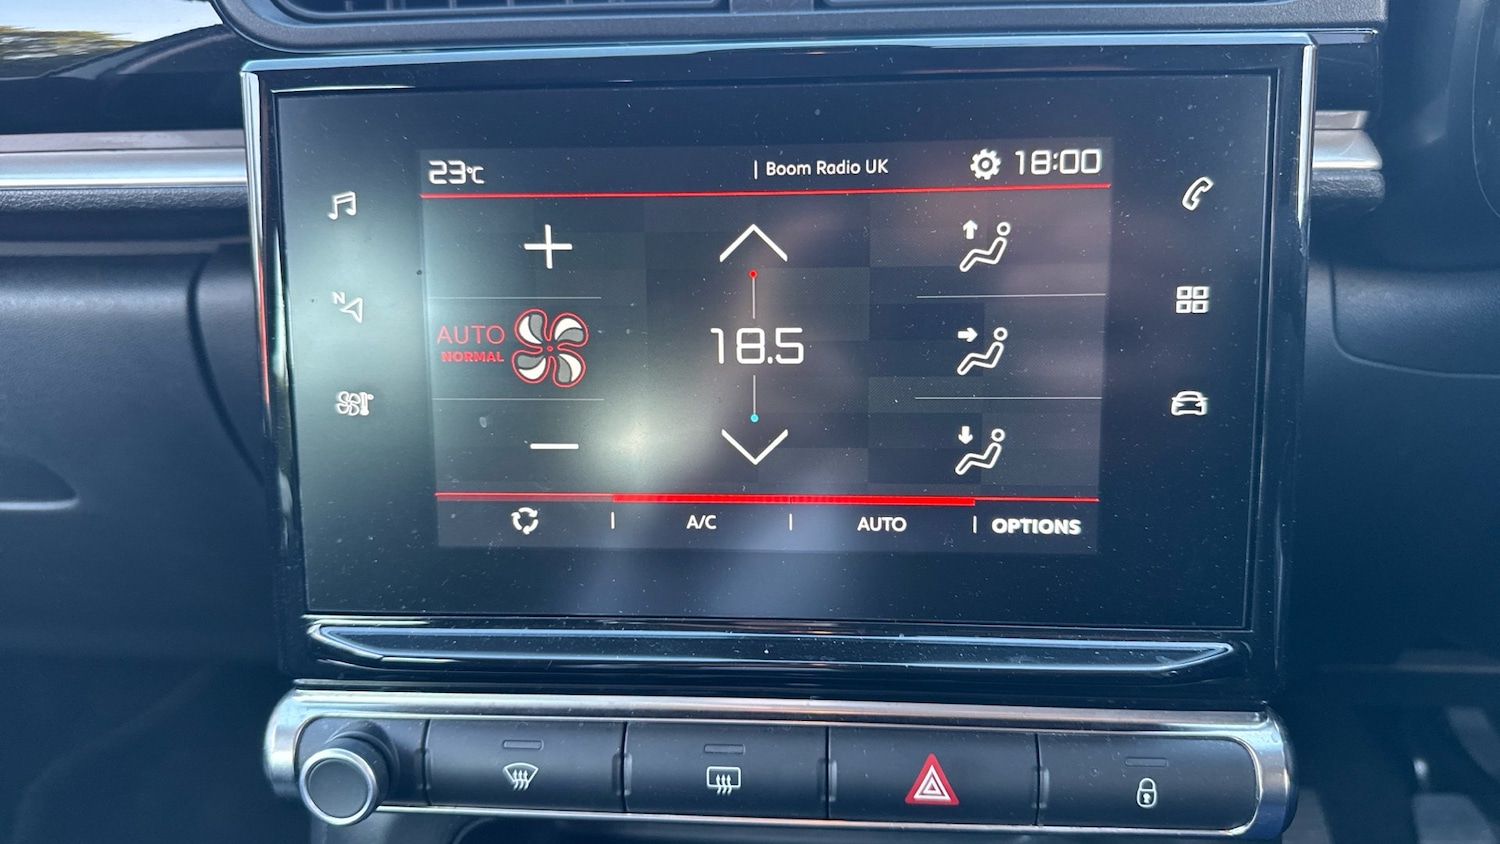 23°C
| Boom Radio UK
18:00
N
AUTO
NORMAL
18.5
A/C
AUTO
OPTIONS